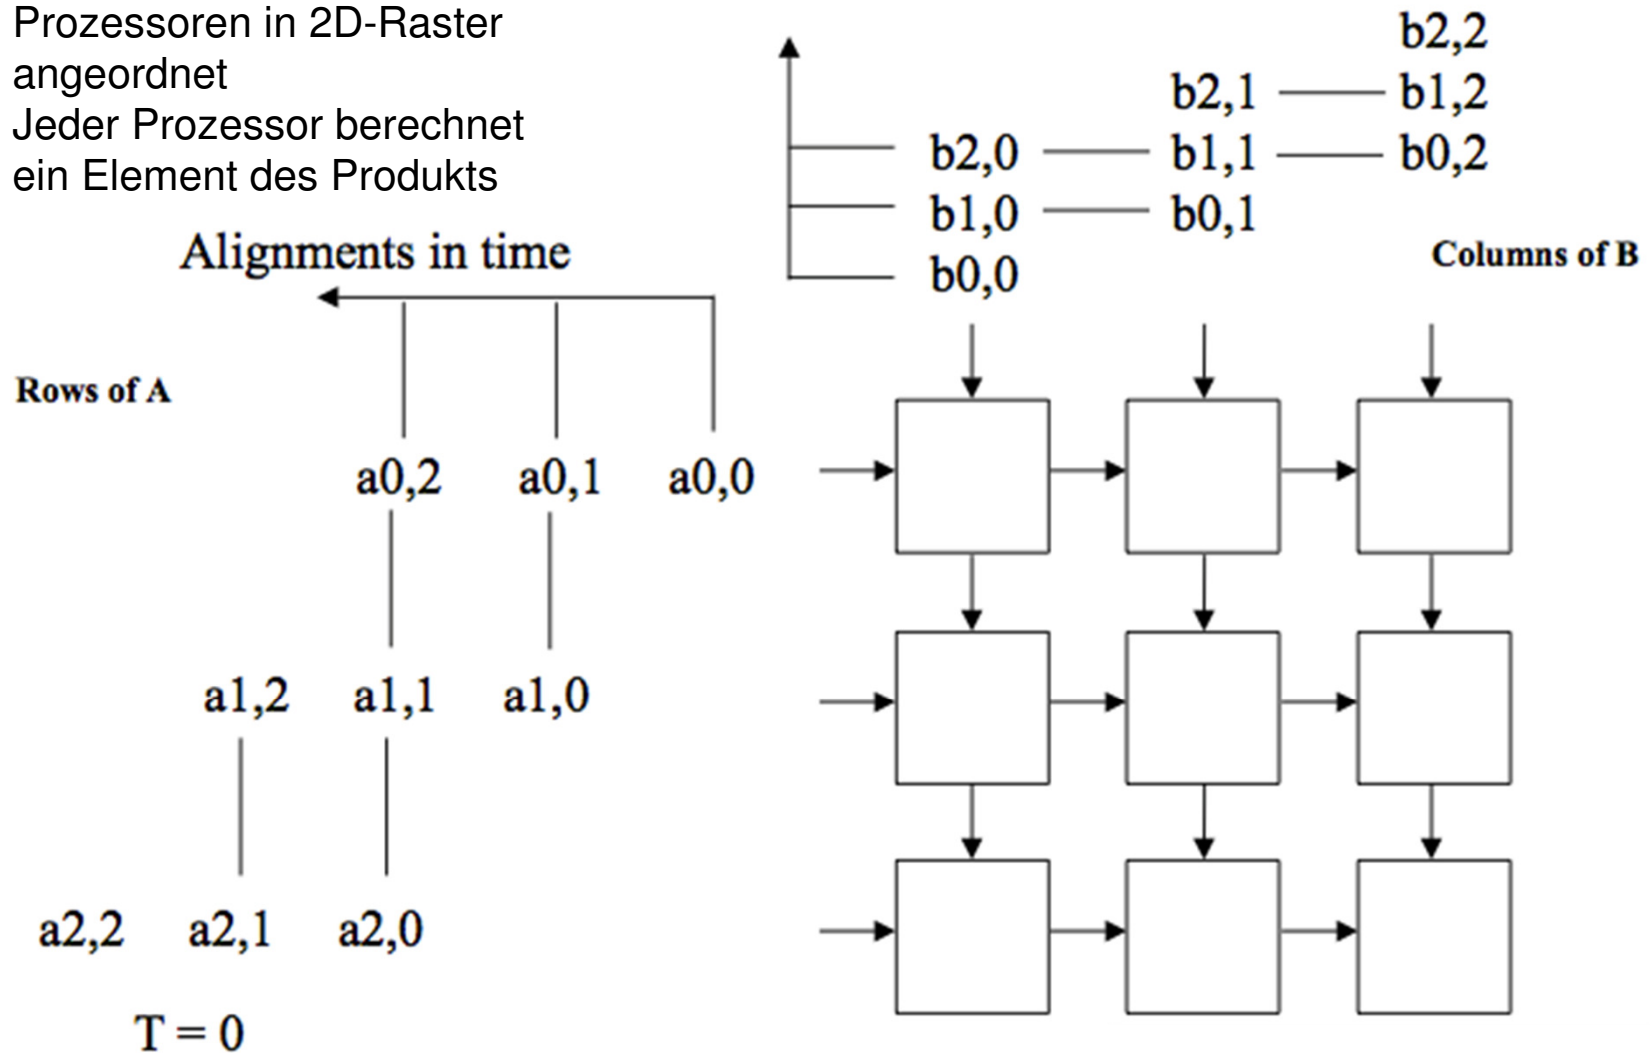 Prozessoren in 2D-Raster
angeordnet
Jeder Prozessor berechnet
ein Element des Produkts
b2,2
b2,1 b1,2
b2,0 b1,1 b0,2
b1,0 b0,1
b0,0
Columns of B
Alignments in time
Rows of A
a0,2 a0,1 a0,0
a1,2 a1,1 a1,0
a2,2 a2,1 a2,0
T = 0